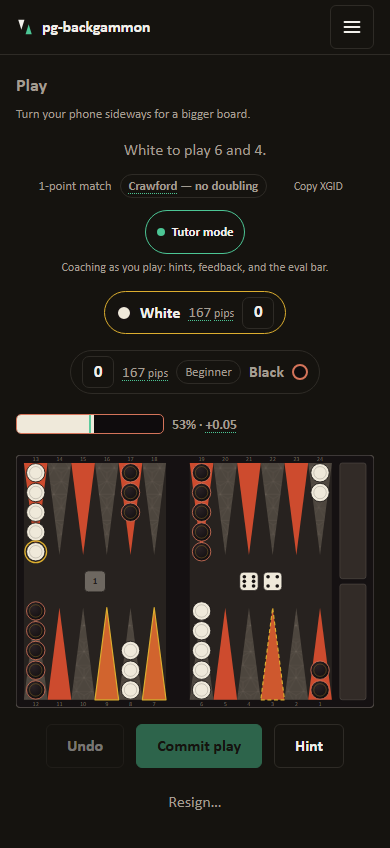 pg-backgammon
Play
Turn your phone sideways for a bigger board.
White to play 6 and 4.
1-point match Crawford — no doubling Copy XGID
Tutor mode
Coaching as you play: hints, feedback, and the eval bar.
White 167 pips 0
0 167 pips Beginner Black
53% · +0.05
13 14 15 16 17 18 19 20 21 22 23 24
1
12 11 10 9 8 7 6 5 4 3 2 1
Undo Commit play Hint
Resign...